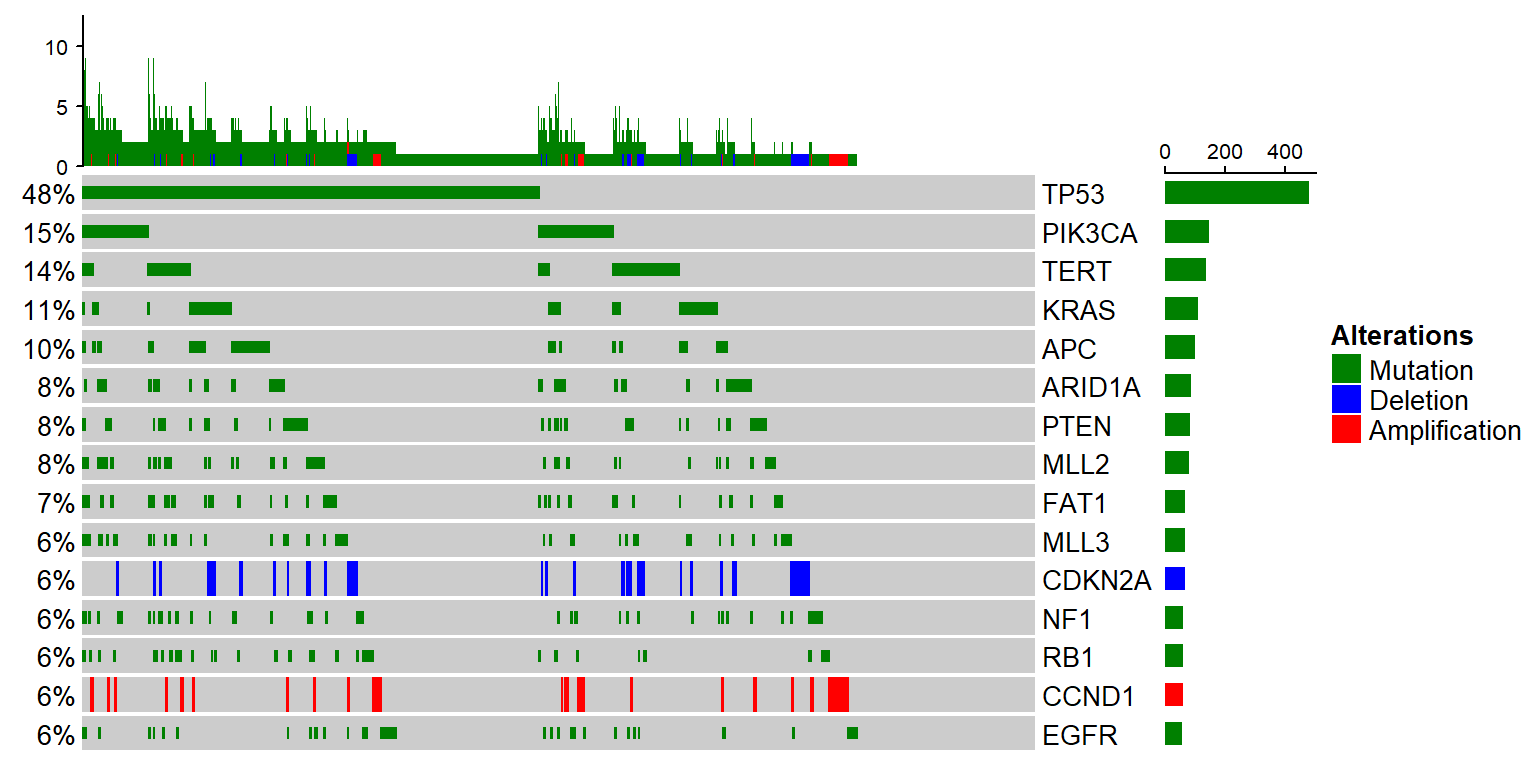 10
5
0
0 200 400
48% TP53
15% PIK3CA
14% TERT
11% KRAS
10% APC
8% ARID1A
8% PTEN
8% MLL2
7% FAT1
6% MLL3
6% CDKN2A
6% NF1
6% RB1
6% CCND1
6% EGFR
Alterations
Mutation
Deletion
Amplification